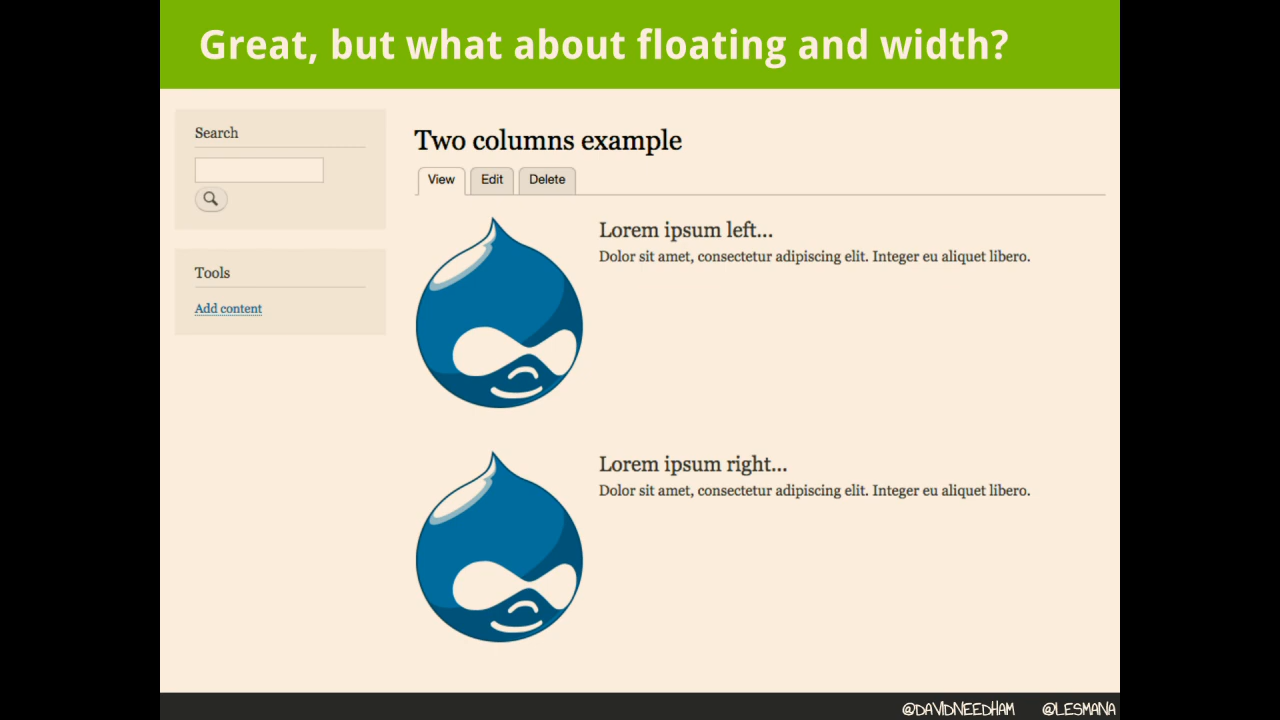 Great, but what about floating and width?
Search
Tools
Add content
Two columns example
View Edit Delete
Lorem ipsum left...
Dolor sit amet, consectetur adipiscing elit. Integer eu aliquet libero.
Lorem ipsum right...
Dolor sit amet, consectetur adipiscing elit. Integer eu aliquet libero.
@DAVIDNEEDHAM @LESMANA